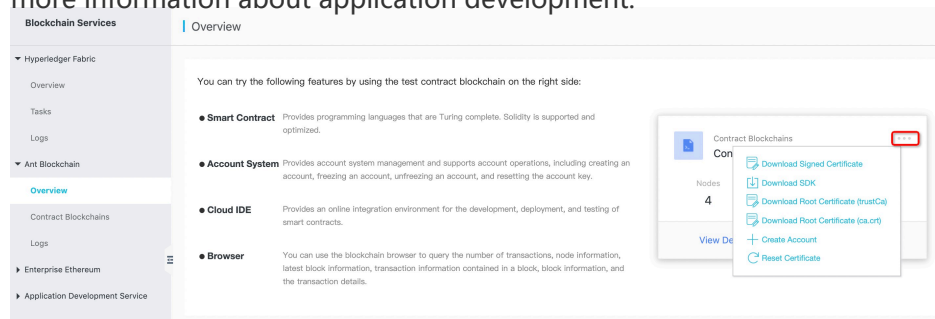 more information about application development.
Blockchain Services
Overview
Hyperledger Fabric
Overview
Tasks
Logs
Ant Blockchain
Overview
Contract Blockchains
Logs
Enterprise Ethereum
Application Development Service
You can try the following features by using the test contract blockchain on the right side:
● Smart Contract Provides programming languages that are Turing complete. Solidity is supported and
optimized.
● Account System Provides account system management and supports account operations, including creating an
account, freezing an account, unfreezing an account, and resetting the account key.
● Cloud IDE Provides an online integration environment for the development, deployment, and testing of
smart contracts.
● Browser You can use the blockchain browser to query the number of transactions, node information,
latest block information, transaction information contained in a block, block information, and
the transaction details.
Contract Blockchains
Con
Nodes
4
View De
Download Signed Certificate
Download SDK
Download Root Certificate (trustCa)
Download Root Certificate (ca.crt)
Create Account
Reset Certificate